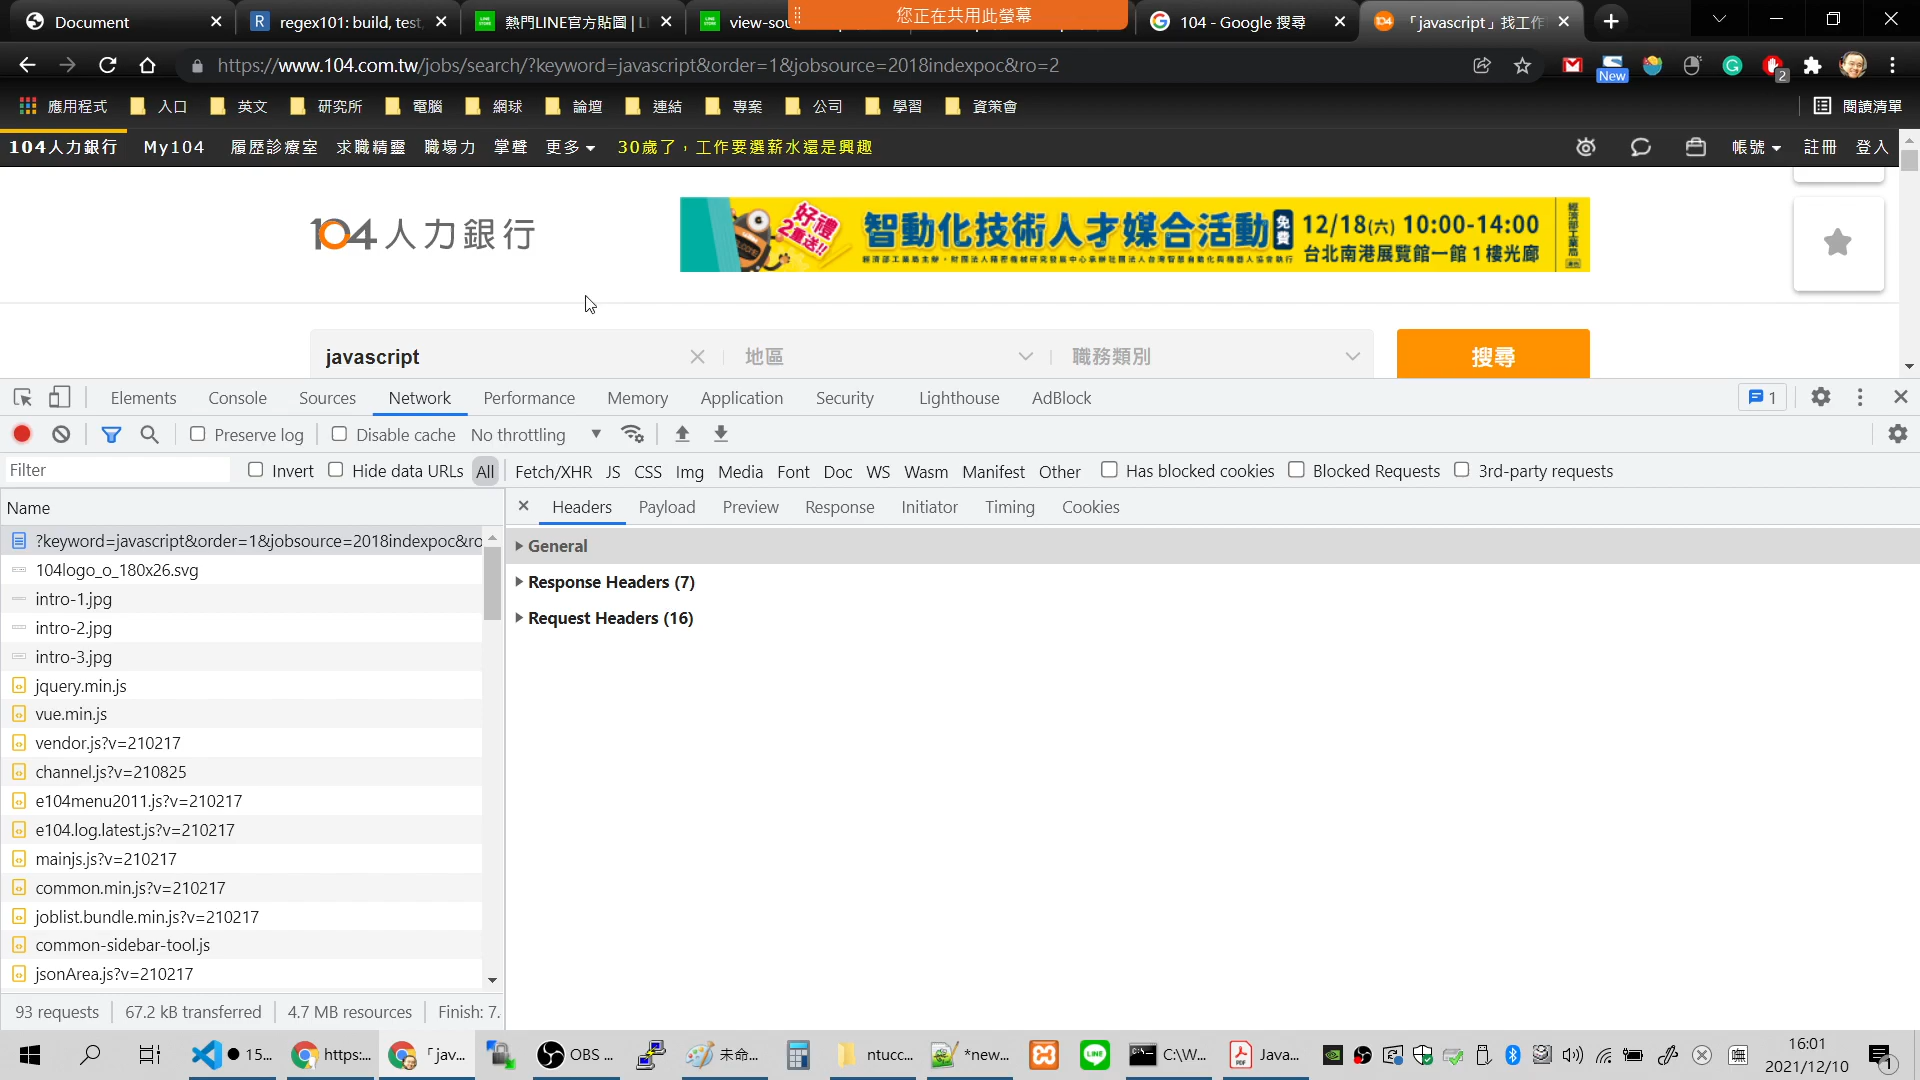 Document
regex101: build, test,
熱門LINE官方貼圖 | L
view-sou
您正在共用此螢幕
104 - Google 搜尋
「javascript」找工作
https://www.104.com.tw/jobs/search/?keyword=javascript&order=1&jobsource=2018indexpoc&ro=2
New
2
應用程式
入口
英文
研究所
電腦
網球
論壇
連結
專案
公司
學習
資策會
閱讀清單
104人力銀行
My104
履歷診療室
求職精靈
職場力
掌聲
更多
30歲了，工作要選薪水還是興趣
帳號
註冊
登入
104人力銀行
好禮2重送!!
智動化技術人才媒合活動
免費
12/18(六) 10:00-14:00
台北南港展覽館一館 1 樓光廊
經濟部工業局
javascript
地區
職務類別
搜尋
Elements Console Sources Network Performance Memory Application Security Lighthouse AdBlock
1
Preserve log
Disable cache
No throttling
Filter
Invert
Hide data URLs
All
Fetch/XHR JS CSS Img Media Font Doc WS Wasm Manifest Other
Has blocked cookies
Blocked Requests
3rd-party requests
Name
Headers Payload Preview Response Initiator Timing Cookies
?keyword=javascript&order=1&jobsource=2018indexpoc&ro
General
104logo_o_180x26.svg
Response Headers (7)
intro-1.jpg
Request Headers (16)
intro-2.jpg
intro-3.jpg
jquery.min.js
vue.min.js
vendor.js?v=210217
channel.js?v=210825
e104menu2011.js?v=210217
e104.log.latest.js?v=210217
mainjs.js?v=210217
common.min.js?v=210217
joblist.bundle.min.js?v=210217
common-sidebar-tool.js
jsonArea.js?v=210217
93 requests
67.2 kB transferred
4.7 MB resources
Finish: 7.
● 15...
https:...
「jav...
OBS ...
未命...
ntucc...
*new...
C:\W...
Java...
16:01
2021/12/10
1